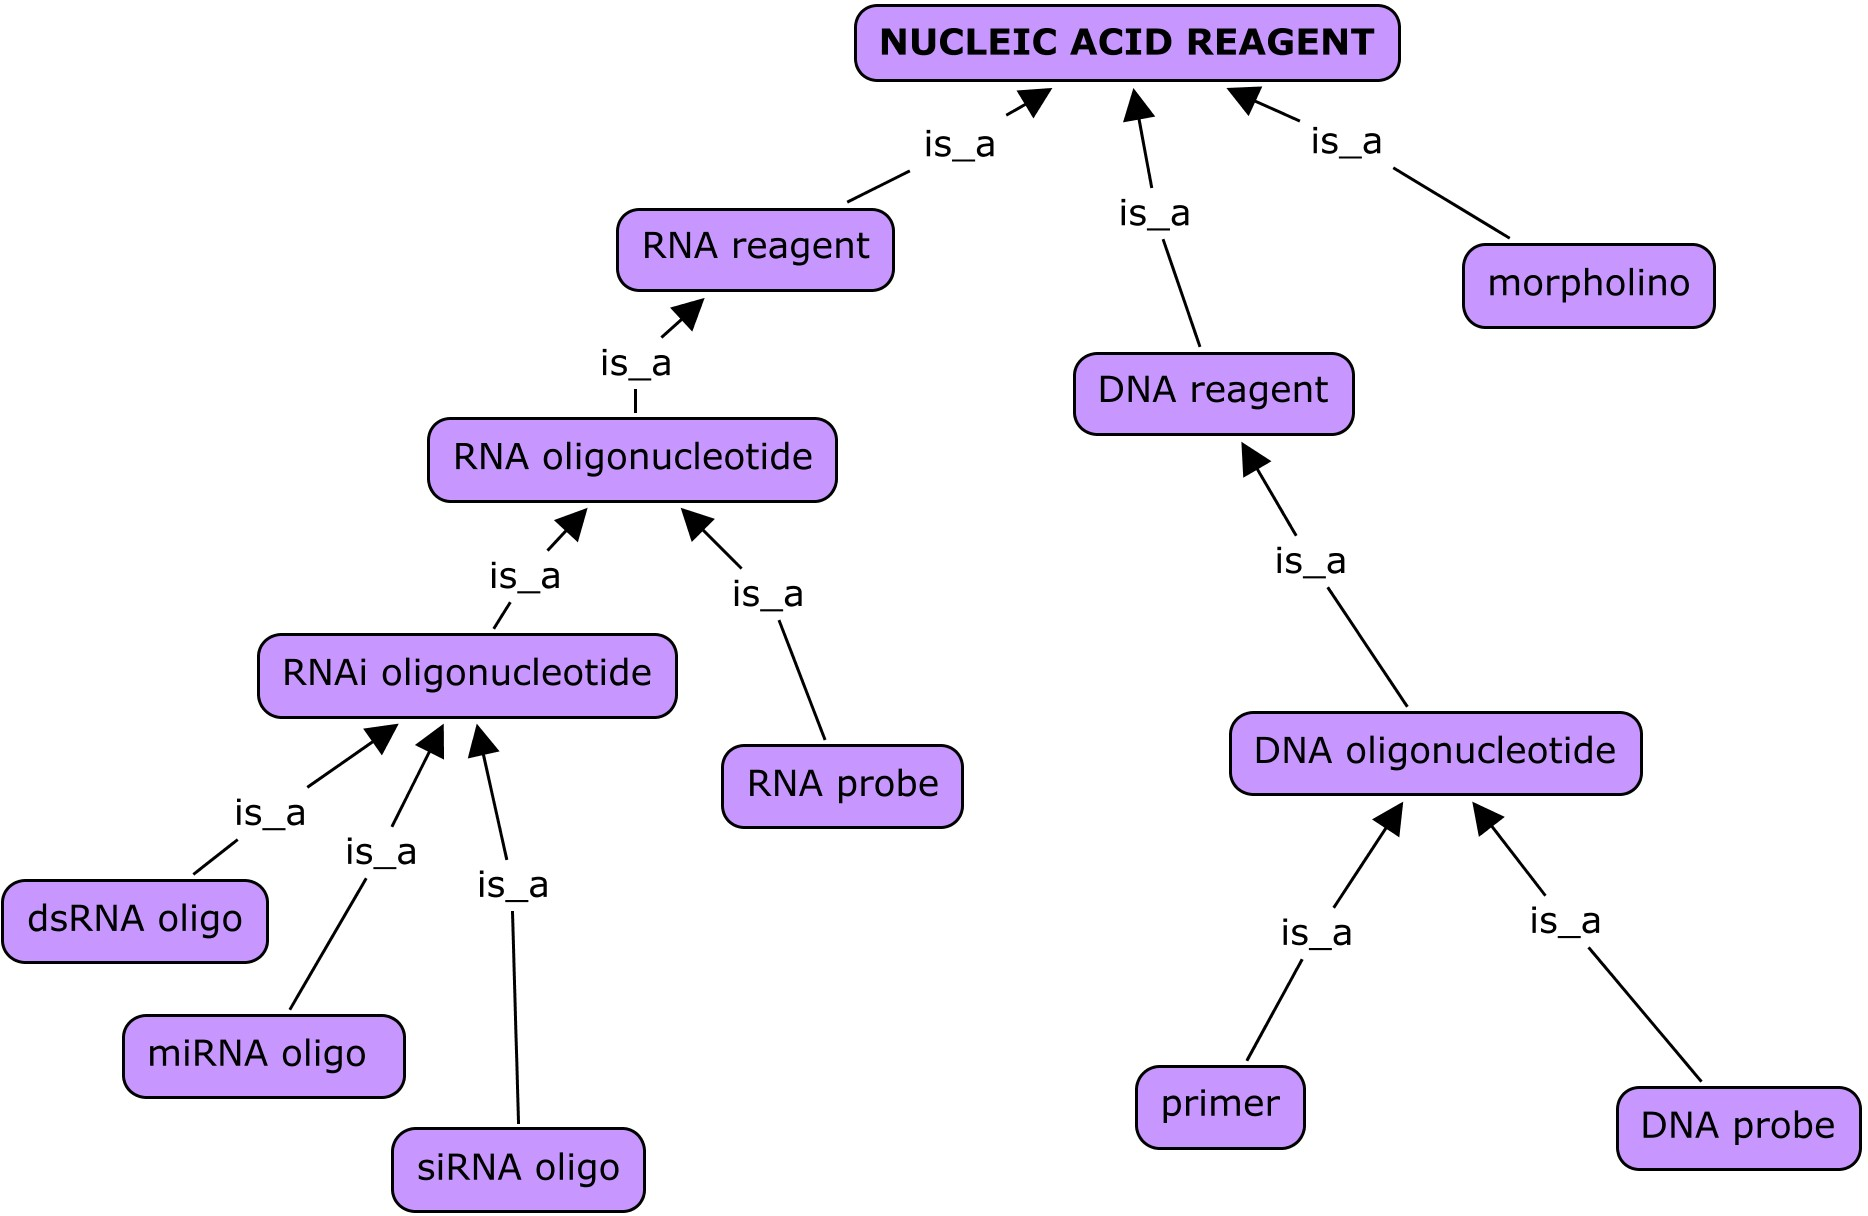 NUCLEIC ACID REAGENT
is_a
is_a
is_a
RNA reagent
morpholino
is_a
DNA reagent
RNA oligonucleotide
is_a
is_a
is_a
RNAi oligonucleotide
DNA oligonucleotide
RNA probe
is_a
is_a
is_a
dsRNA oligo
is_a
is_a
miRNA oligo
primer
DNA probe
siRNA oligo